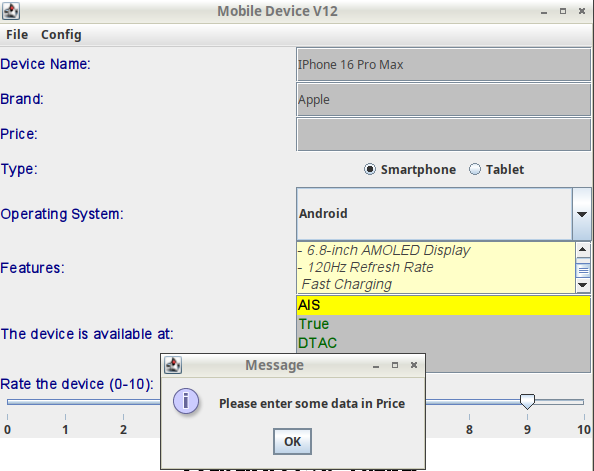 Mobile Device V12
File Config
Device Name: IPhone 16 Pro Max
Brand: Apple
Price:
Type: Smartphone Tablet
Operating System: Android
Features: - 6.8-inch AMOLED Display
- 120Hz Refresh Rate
Fast Charging
The device is available at: AIS
True
DTAC
Rate the device (0-10):
0 1 2 8 9 10
Message
Please enter some data in Price
OK